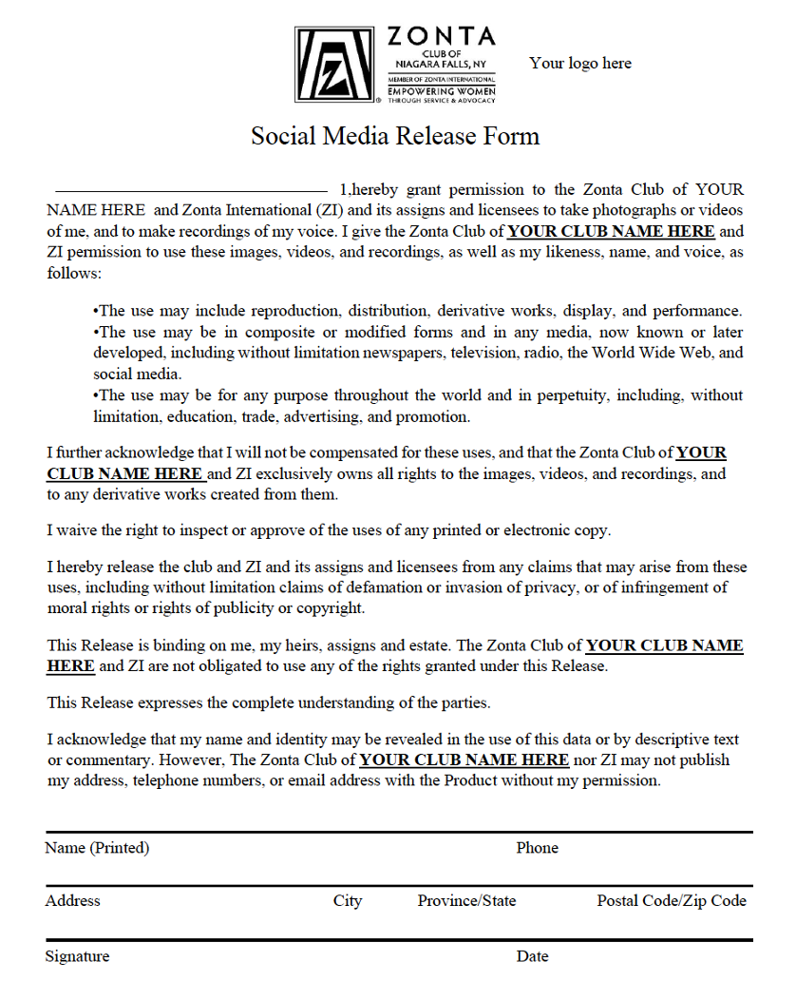 ZONTA
CLUB OF
NIAGARA FALLS, NY
MEMBER OF ZONTA INTERNATIONAL
EMPOWERING WOMEN
THROUGH SERVICE & ADVOCACY
Z
®
Your logo here
Social Media Release Form
1,hereby grant permission to the Zonta Club of YOUR
NAME HERE and Zonta International (ZI) and its assigns and licensees to take photographs or videos
of me, and to make recordings of my voice. I give the Zonta Club of YOUR CLUB NAME HERE and
ZI permission to use these images, videos, and recordings, as well as my likeness, name, and voice, as
follows:
•The use may include reproduction, distribution, derivative works, display, and performance.
•The use may be in composite or modified forms and in any media, now known or later
developed, including without limitation newspapers, television, radio, the World Wide Web, and
social media.
•The use may be for any purpose throughout the world and in perpetuity, including, without
limitation, education, trade, advertising, and promotion.
I further acknowledge that I will not be compensated for these uses, and that the Zonta Club of YOUR
CLUB NAME HERE and ZI exclusively owns all rights to the images, videos, and recordings, and
to any derivative works created from them.
I waive the right to inspect or approve of the uses of any printed or electronic copy.
I hereby release the club and ZI and its assigns and licensees from any claims that may arise from these
uses, including without limitation claims of defamation or invasion of privacy, or of infringement of
moral rights or rights of publicity or copyright.
This Release is binding on me, my heirs, assigns and estate. The Zonta Club of YOUR CLUB NAME
HERE and ZI are not obligated to use any of the rights granted under this Release.
This Release expresses the complete understanding of the parties.
I acknowledge that my name and identity may be revealed in the use of this data or by descriptive text
or commentary. However, The Zonta Club of YOUR CLUB NAME HERE nor ZI may not publish
my address, telephone numbers, or email address with the Product without my permission.
Name (Printed) Phone
Address City Province/State Postal Code/Zip Code
Signature Date